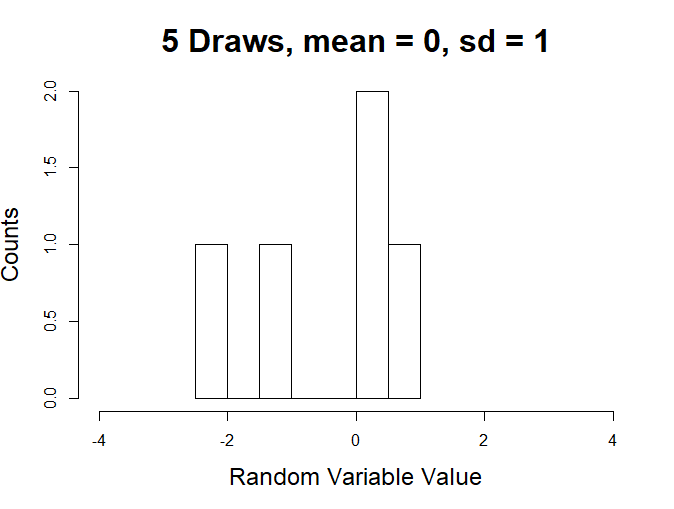 5 Draws, mean = 0, sd = 1
2.0
1.5
1.0
0.5
0.0
Counts
-4 -2 0 2 4
Random Variable Value